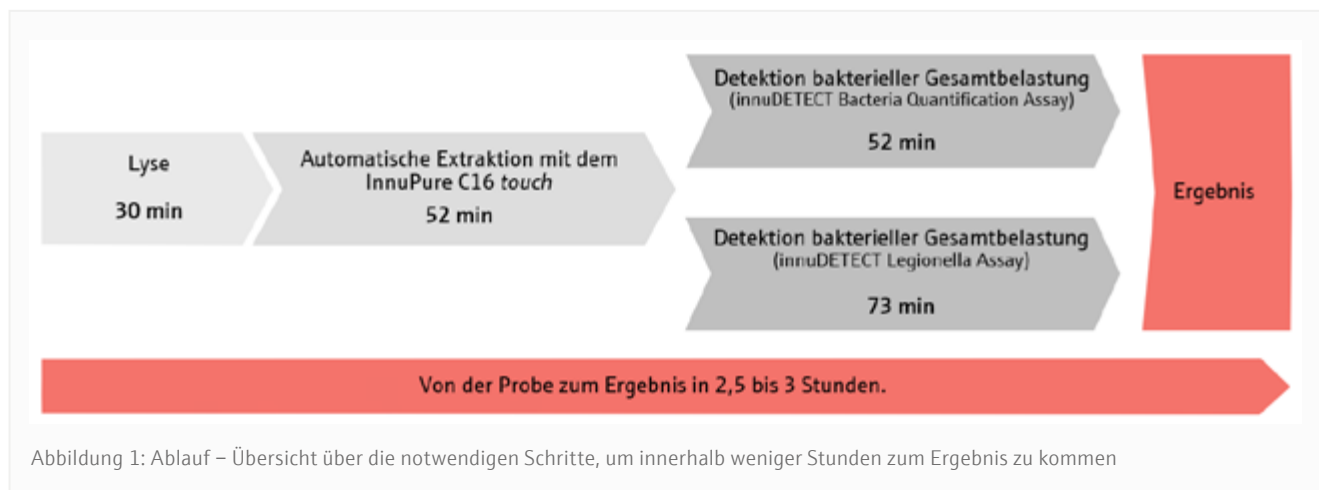 Lyse
30 min
Automatische Extraktion mit dem
InnuPure C16 touch
52 min
Detektion bakterieller Gesamtbelastung
(innuDETECT Bacteria Quantification Assay)
52 min
Detektion bakterieller Gesamtbelastung
(innuDETECT Legionella Assay)
73 min
Ergebnis
Von der Probe zum Ergebnis in 2,5 bis 3 Stunden.
Abbildung 1: Ablauf – Übersicht über die notwendigen Schritte, um innerhalb weniger Stunden zum Ergebnis zu kommen